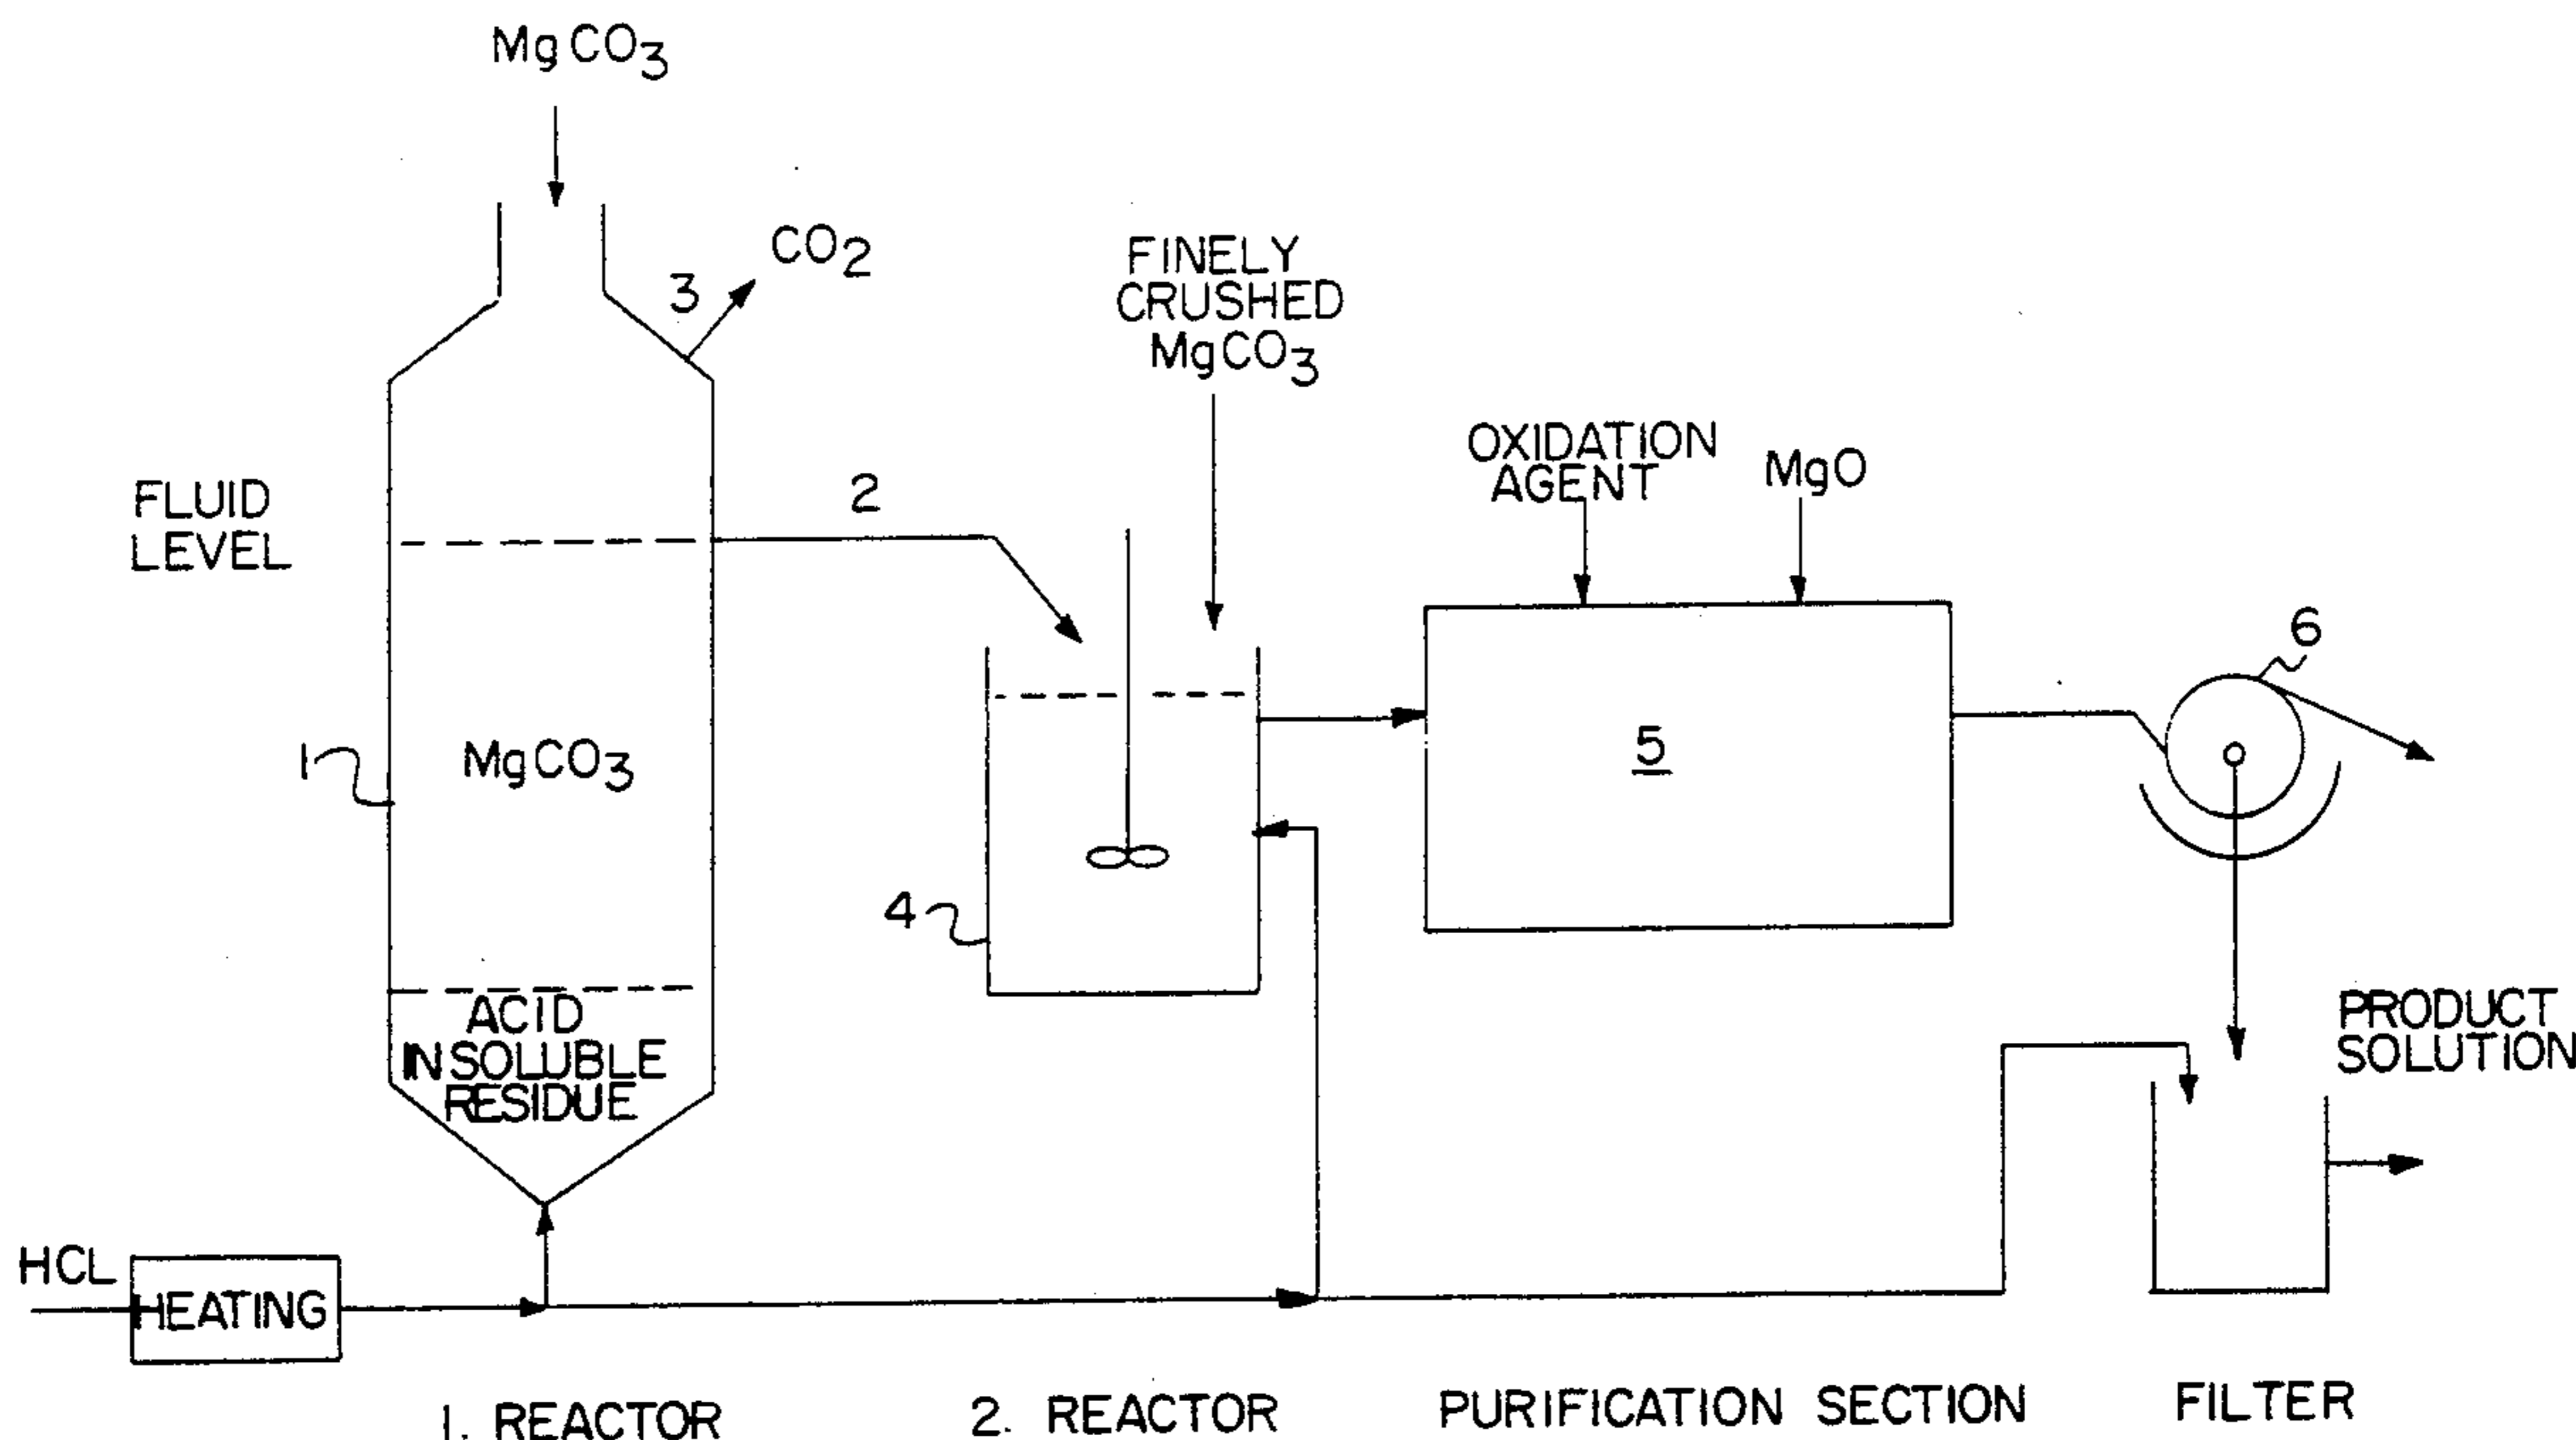 MgCO3
3
CO2
FINELY
CRUSHED
MgCO3
OXIDATION
AGENT
MgO
FLUID
LEVEL
2
6
1
MgCO3
5
4
ACID
INSOLUBLE
RESIDUE
PRODUCT
SOLUTION
HCL
HEATING
1. REACTOR
2. REACTOR
PURIFICATION SECTION
FILTER